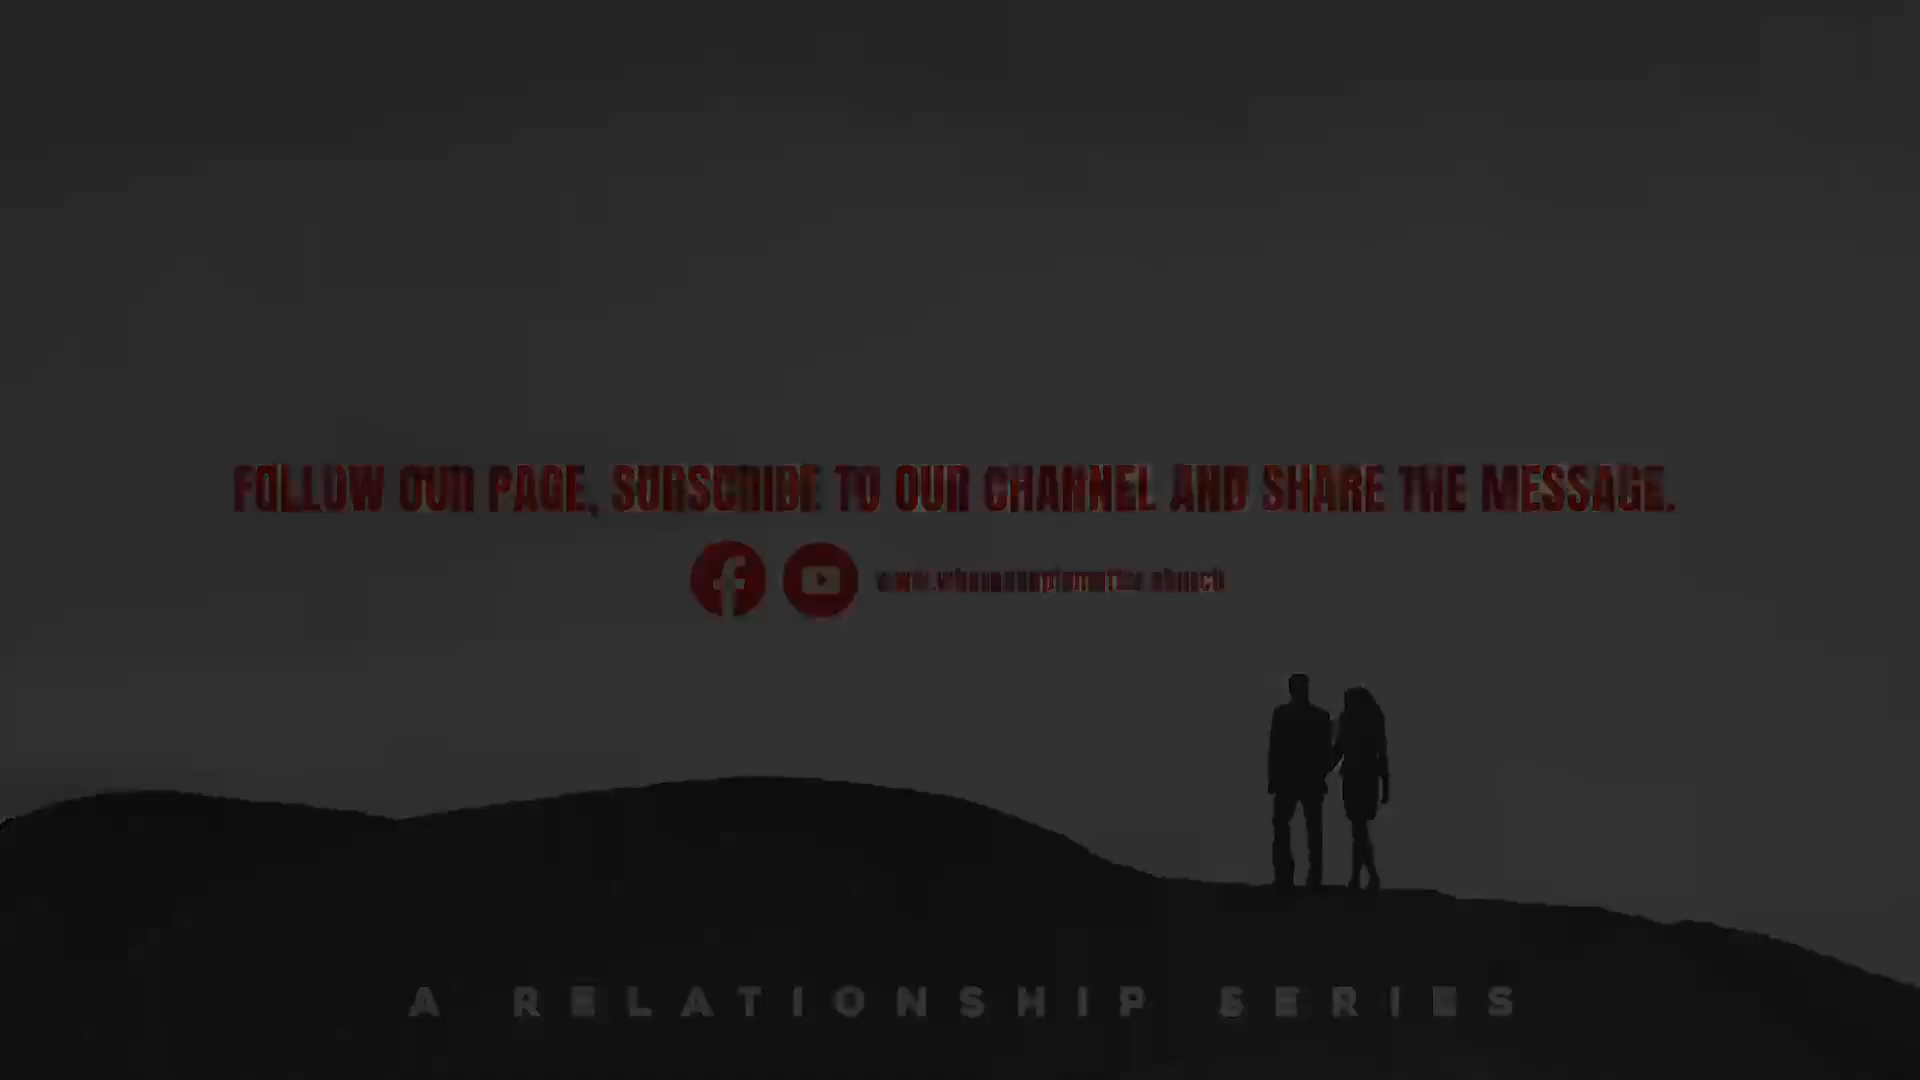 FOLLOW OUR PAGE, SUBSCRIBE TO OUR CHANNEL AND SHARE THE MESSAGE.
A RELATIONSHIP SERIES